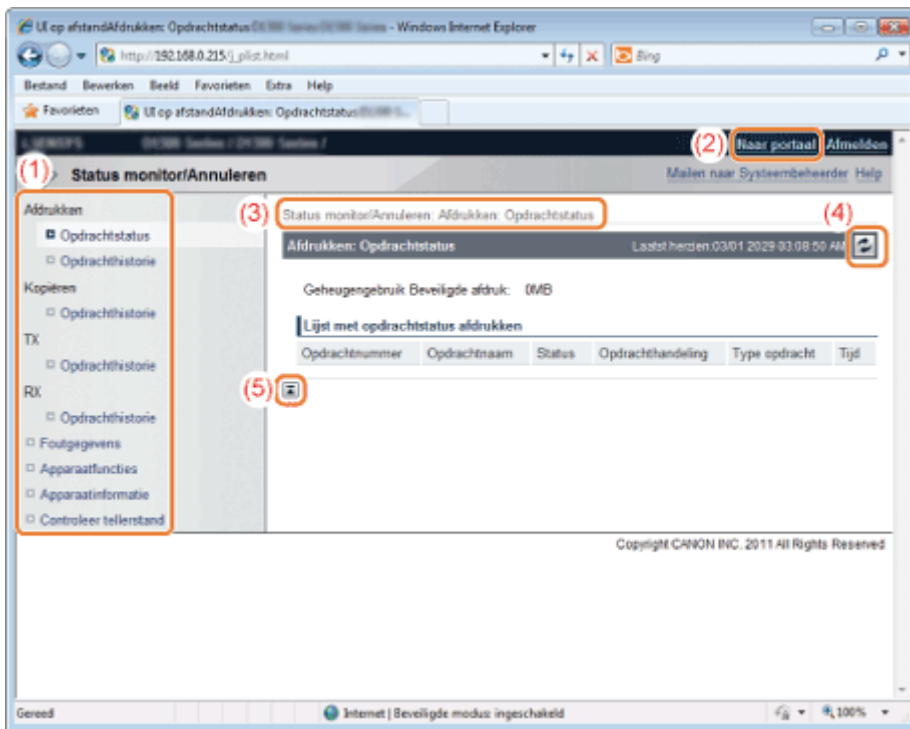 UI op afstandAfdrukken: Opdrachtstatus - Windows Internet Explorer
http://192.168.0.215/j_plist.html
Bing
Bestand Bewerken Beeld Favorieten Extra Help
Favorieten
UI op afstandAfdrukken: Opdrachtstatus
(2) Naar portaal Afmelden
(1) Status monitor/Annuleren
Mailen naar Systeembeheerder Help
Afdrukken
Opdrachtstatus
Opdrachthistorie
Kopiëren
Opdrachthistorie
TX
Opdrachthistorie
RX
Opdrachthistorie
Foutgegevens
Apparaatfuncties
Apparaatinformatie
Controleer tellerstand
(3) Status monitor/Annuleren: Afdrukken: Opdrachtstatus
(4)
Afdrukken: Opdrachtstatus
Laatst herzien:03/01 2029 03:08:50 AM
Geheugengebruik Beveiligde afdruk: 0MB
Lijst met opdrachtstatus afdrukken
Opdrachtnummer Opdrachtnaam Status Opdrachthandeling Type opdracht Tijd
(5)
Copyright CANON INC. 2011 All Rights Reserved
Gereed
Internet | Beveiligde modus: ingeschakeld
100%